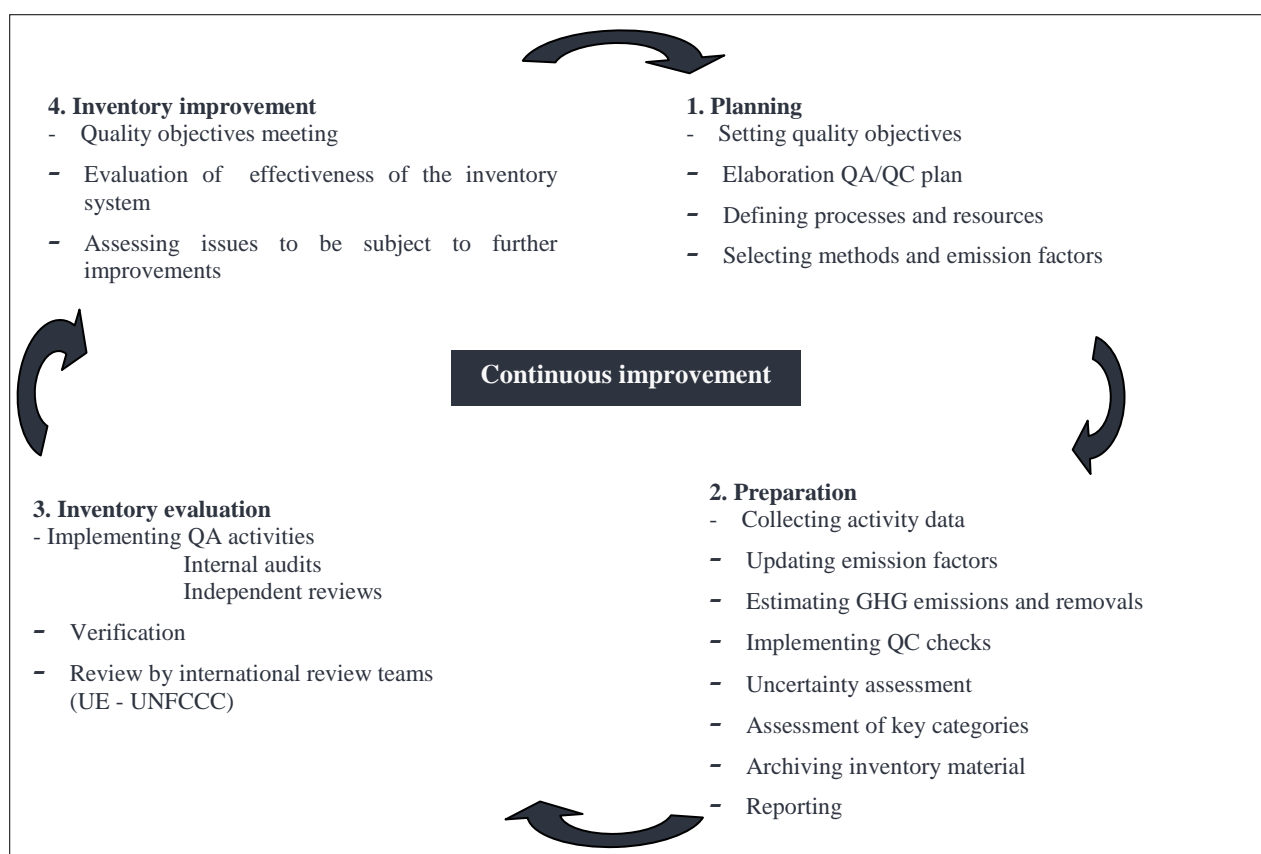 4. Inventory improvement
- Quality objectives meeting
- Evaluation of effectiveness of the inventory
system
- Assessing issues to be subject to further
improvements
1. Planning
- Setting quality objectives
- Elaboration QA/QC plan
- Defining processes and resources
- Selecting methods and emission factors
Continuous improvement
3. Inventory evaluation
- Implementing QA activities
Internal audits
Independent reviews
- Verification
- Review by international review teams
(UE - UNFCCC)
2. Preparation
- Collecting activity data
- Updating emission factors
- Estimating GHG emissions and removals
- Implementing QC checks
- Uncertainty assessment
- Assessment of key categories
- Archiving inventory material
- Reporting